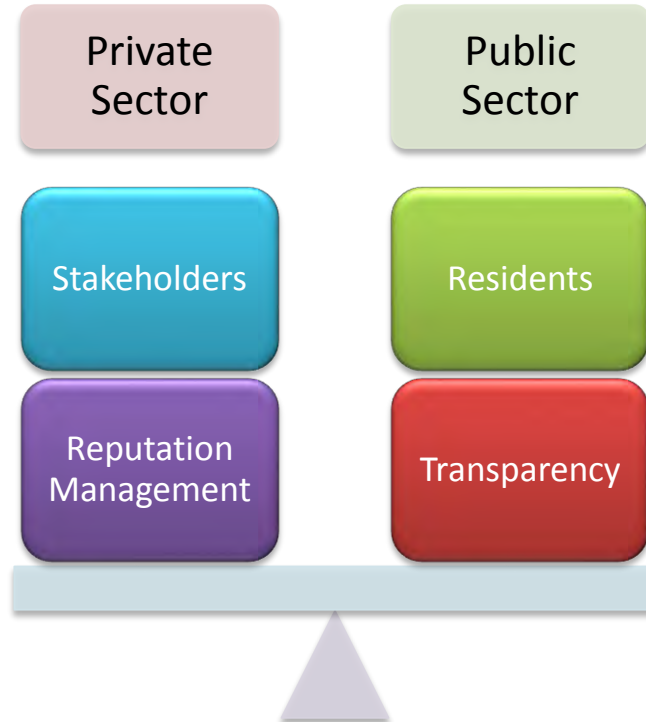 Private
Sector
Public
Sector
Stakeholders
Residents
Reputation
Management
Transparency